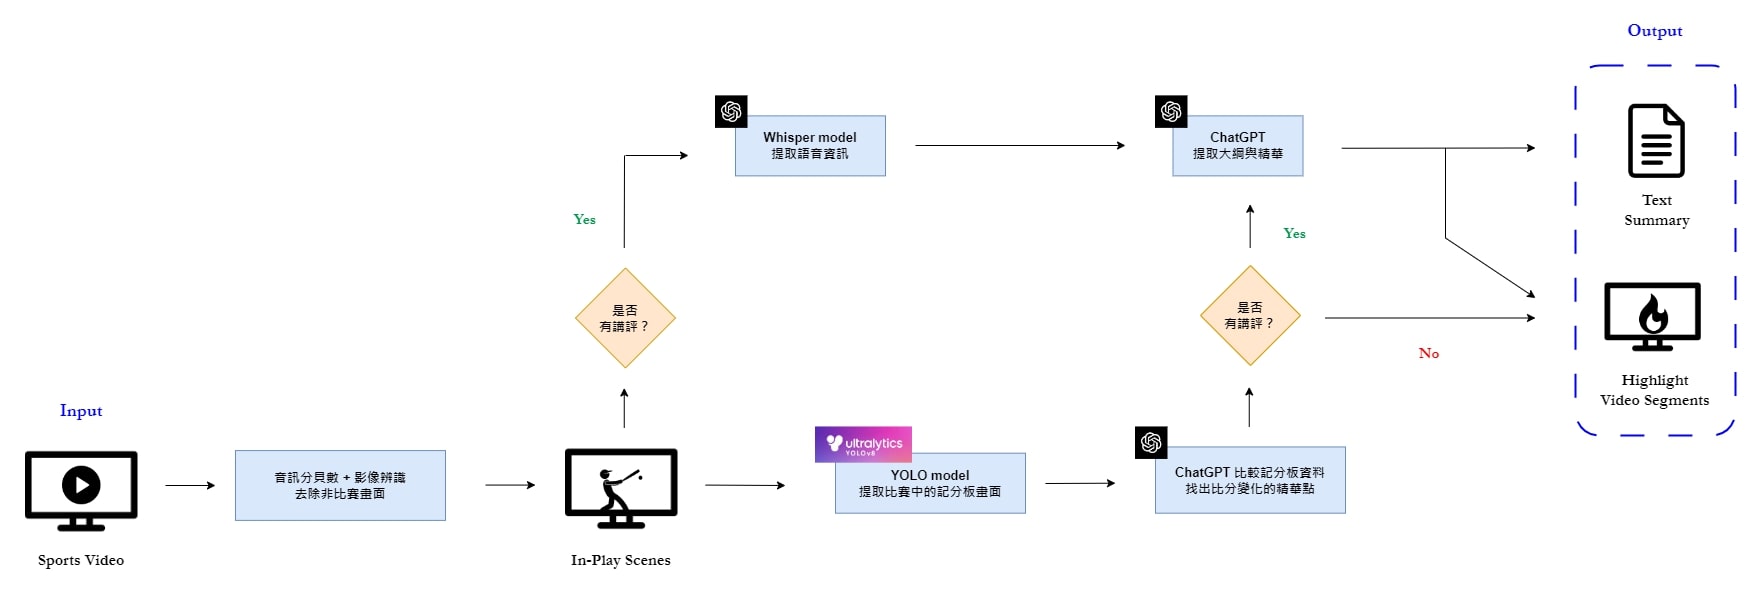 Output
Whisper model
提取語音資訊
ChatGPT
提取大綱與精華
Text
Summary
Yes
Yes
是否
有講評？
是否
有講評？
No
Highlight
Video Segments
Input
ultralytics
YOLOv8
音訊分貝數 + 影像辨識
去除非比賽畫面
YOLO model
提取比賽中的記分板畫面
ChatGPT 比較記分板資料
找出比分變化的精華點
Sports Video
In-Play Scenes